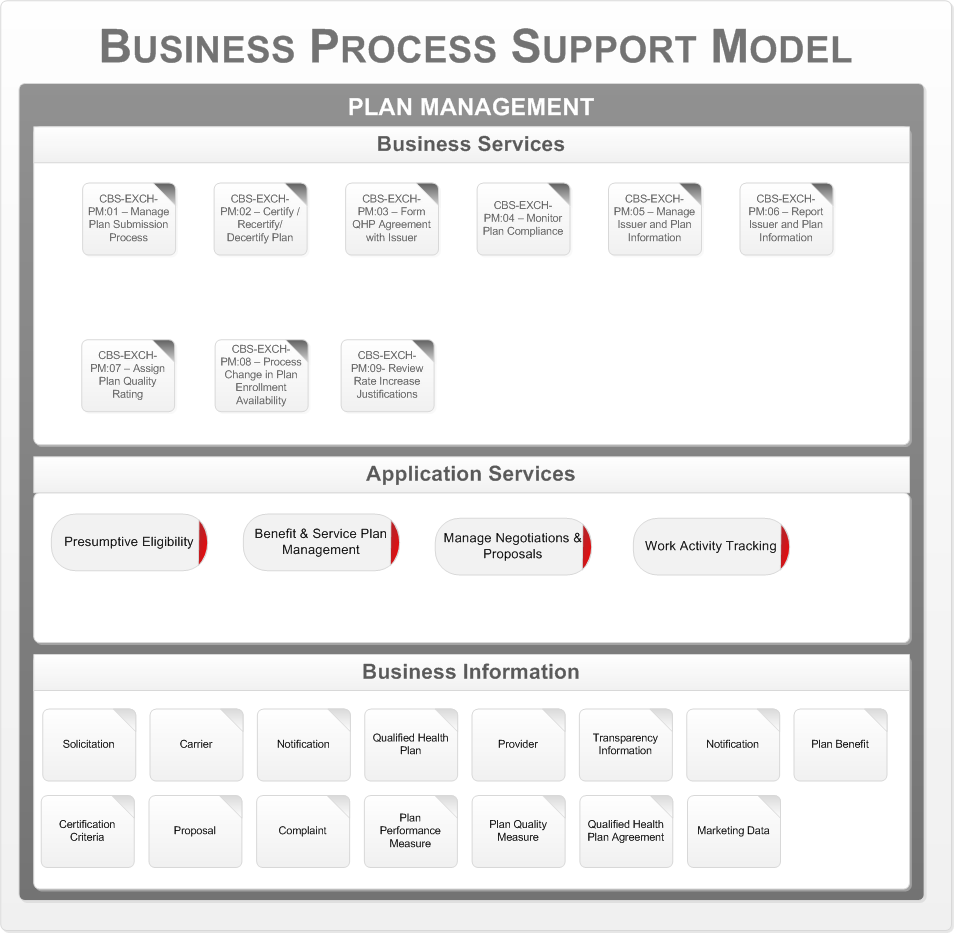 BUSINESS PROCESS SUPPORT MODEL
PLAN MANAGEMENT
Business Services
CBS-EXCH-
PM:01 – Manage
Plan Submission
Process
CBS-EXCH-
PM:02 – Certify /
Recertify/
Decertify Plan
CBS-EXCH-
PM:03 – Form
QHP Agreement
with Issuer
CBS-EXCH-
PM:04 – Monitor
Plan Compliance
CBS-EXCH-
PM:05 – Manage
Issuer and Plan
Information
CBS-EXCH-
PM:06 – Report
Issuer and Plan
Information
CBS-EXCH-
PM:07 – Assign
Plan Quality
Rating
CBS-EXCH-
PM:08 – Process
Change in Plan
Enrollment
Availability
CBS-EXCH-
PM:09- Review
Rate Increase
Justifications
Application Services
Presumptive Eligibility
Benefit & Service Plan
Management
Manage Negotiations &
Proposals
Work Activity Tracking
Business Information
Solicitation
Carrier
Notification
Qualified Health
Plan
Provider
Transparency
Information
Notification
Plan Benefit
Certification
Criteria
Proposal
Complaint
Plan
Performance
Measure
Plan Quality
Measure
Qualified Health
Plan Agreement
Marketing Data